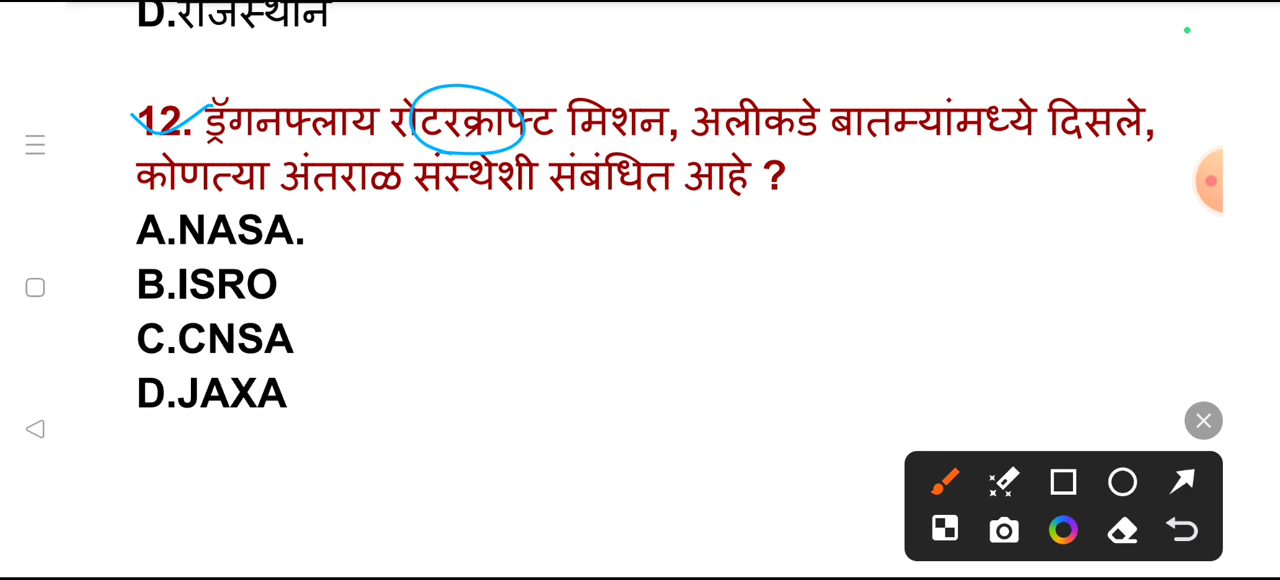 D.राजस्थान
12. ड्रॅगनफ्लाय रोटरक्राफ्ट मिशन, अलीकडे बातम्यांमध्ये दिसले,
कोणत्या अंतराळ संस्थेशी संबंधित आहे ?
A.NASA.
B.ISRO
C.CNSA
D.JAXA